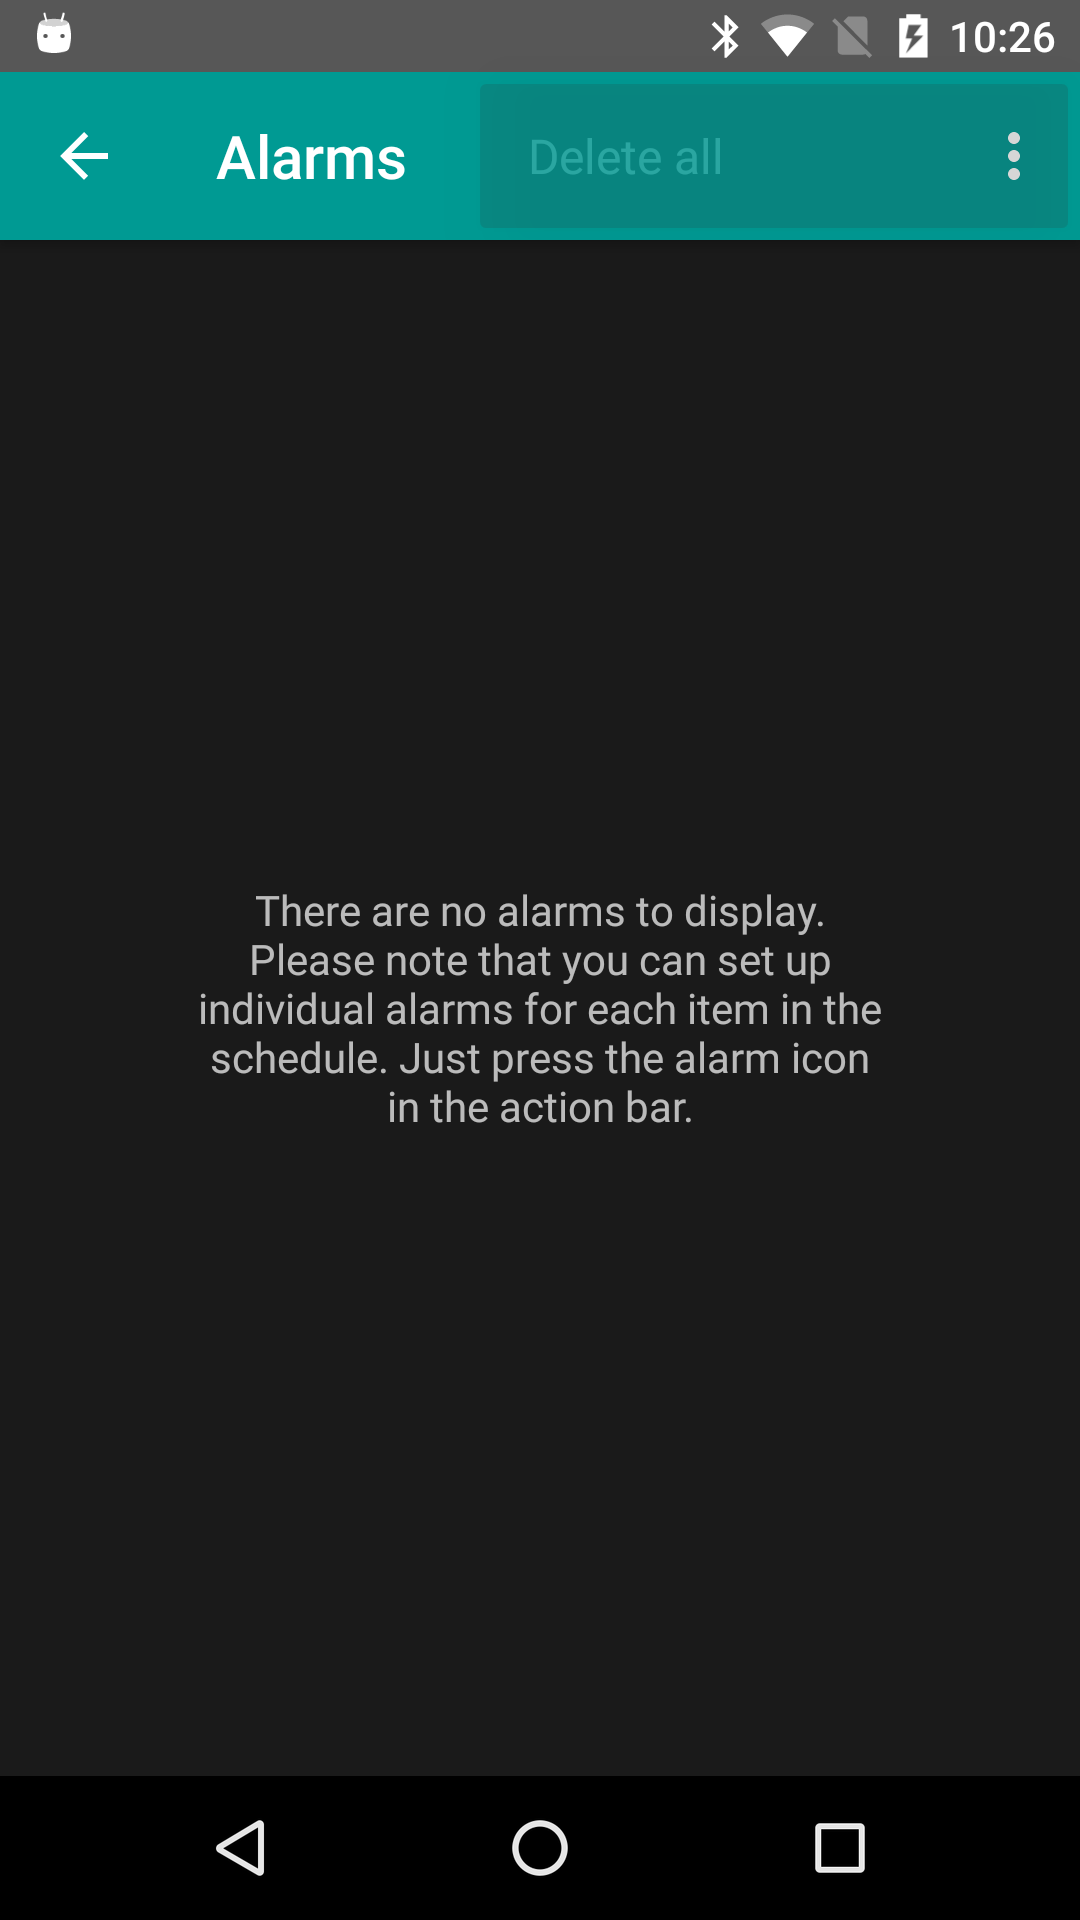 10:26
Alarms
Delete all
There are no alarms to display.
Please note that you can set up
individual alarms for each item in the
schedule. Just press the alarm icon
in the action bar.